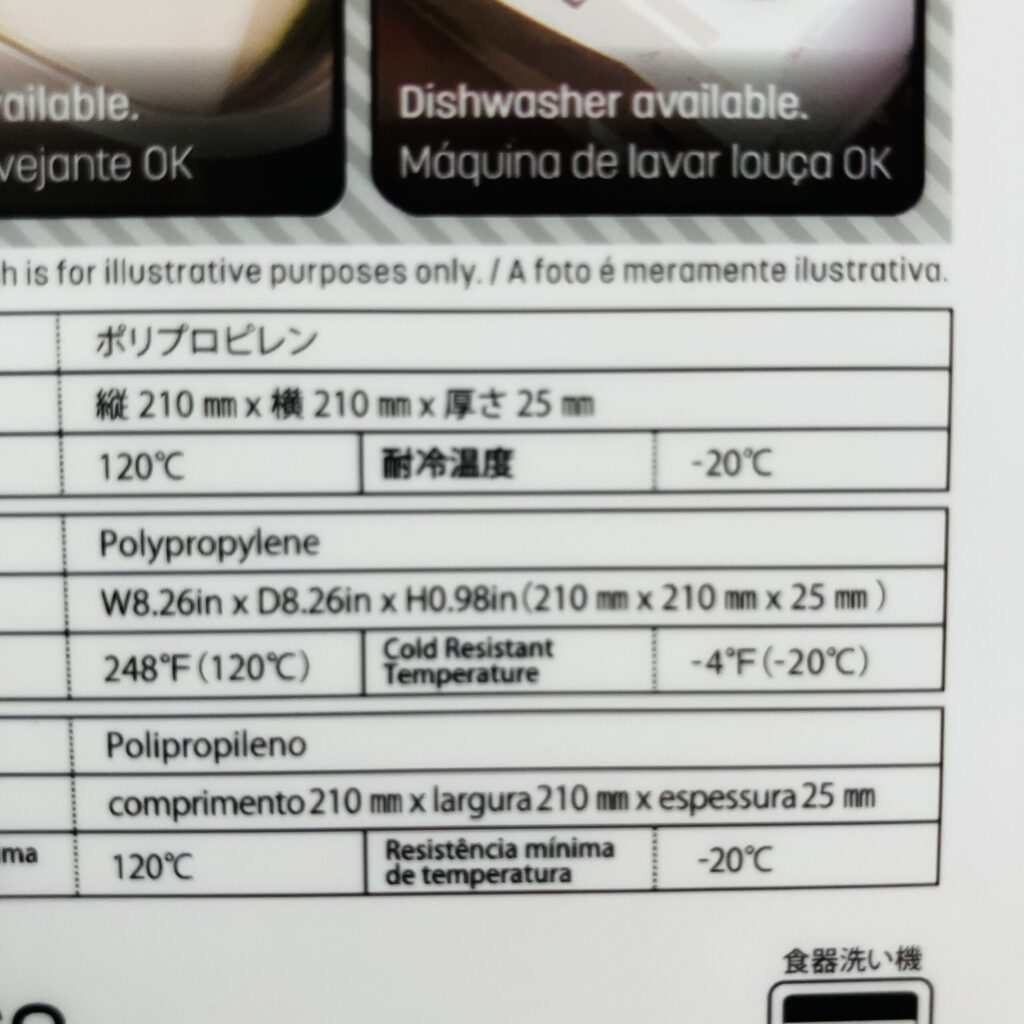 ailable.
vejante OK
Dishwasher available.
Máquina de lavar louça OK
h is for illustrative purposes only. / A foto é meramente ilustrativa.
ポリプロピレン
縦 210 ㎜ x 横 210 ㎜ x 厚さ 25 ㎜
120℃ 耐冷温度 -20℃
Polypropylene
W8.26in x D8.26in x H0.98in（210 ㎜ x 210 ㎜ x 25 ㎜ ）
248℉（120℃） Cold Resistant Temperature -4℉（-20℃）
Polipropileno
comprimento 210 ㎜ x largura 210 ㎜ x espessura 25 ㎜
ima 120℃ Resistência mínima de temperatura -20℃
食器洗い機